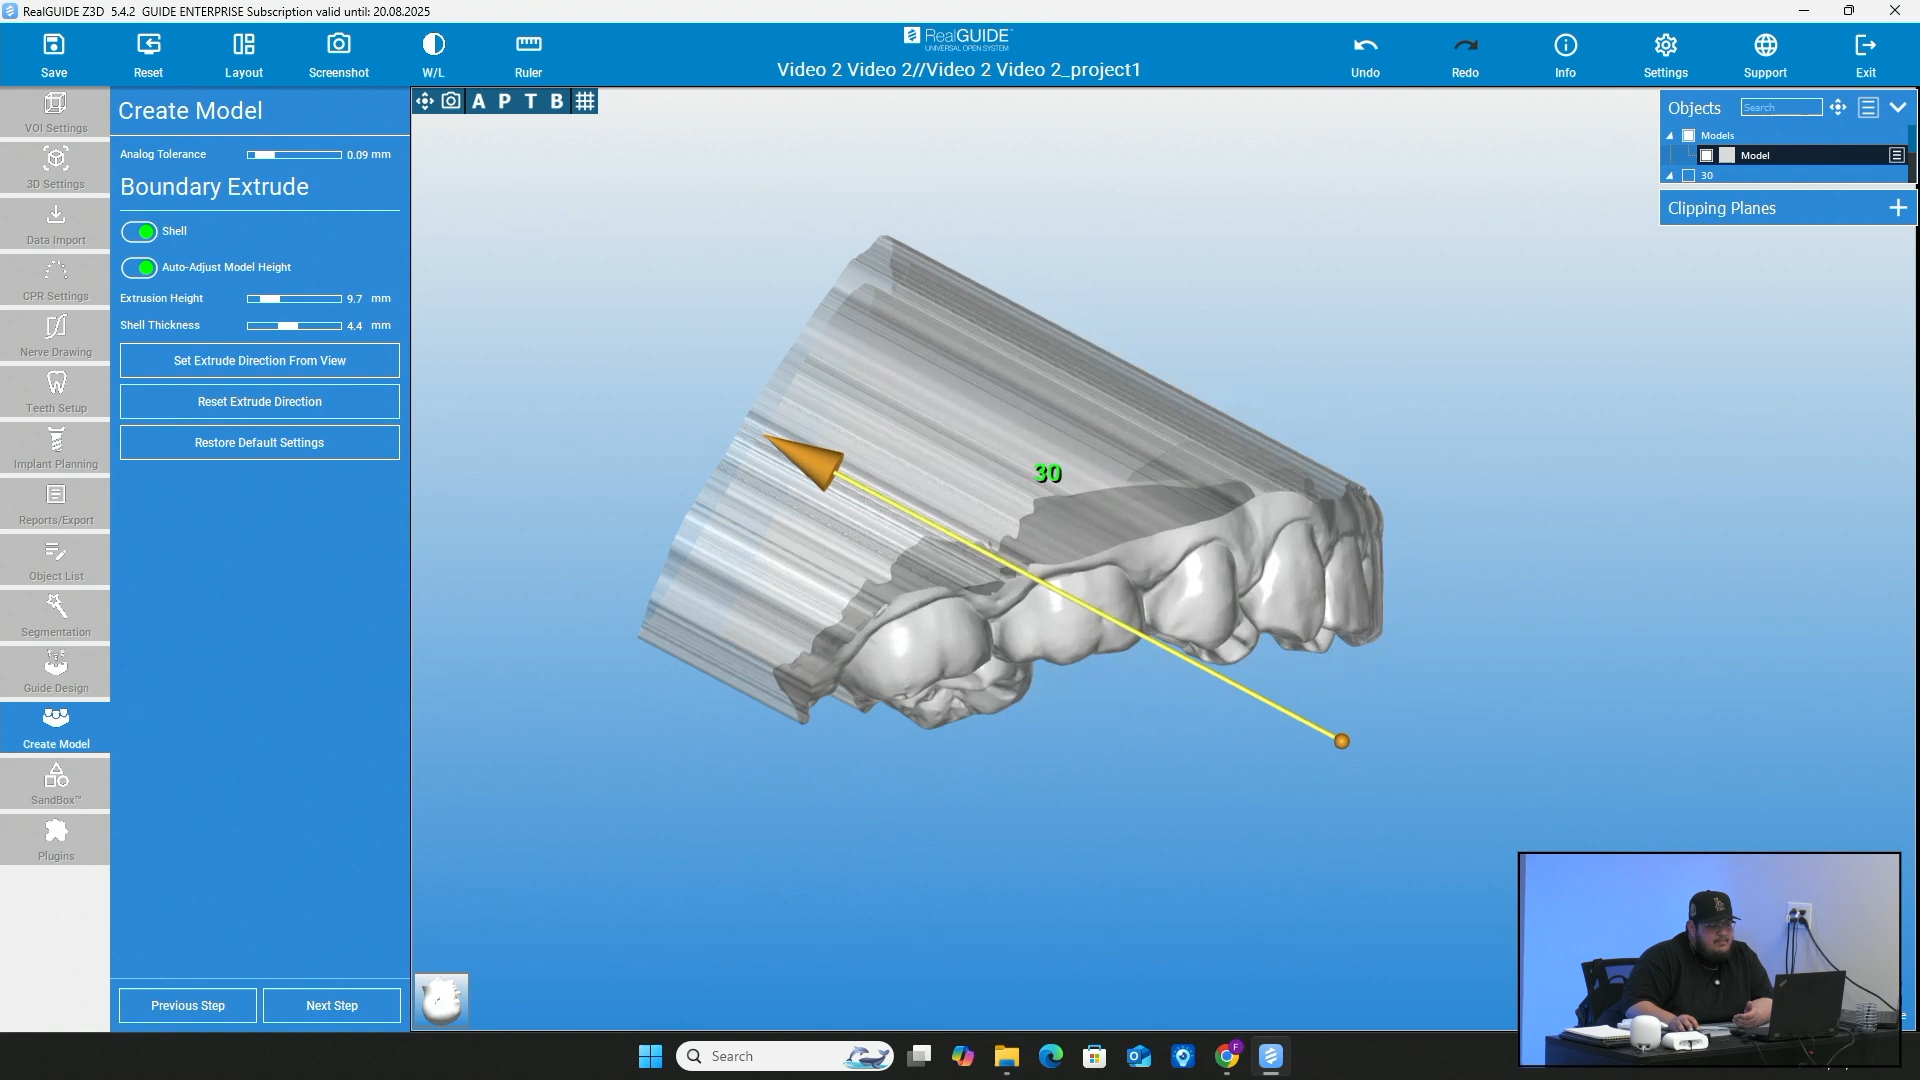 RealGUIDE Z3D 5.4.2 GUIDE ENTERPRISE Subscription valid until: 20.08.2025
Save
Reset
Layout
Screenshot
W/L
Ruler
RealGUIDE
UNIVERSAL OPEN SYSTEM
Video 2 Video 2//Video 2 Video 2_project1
Undo
Redo
Info
Settings
Support
Exit
VOI Settings
3D Settings
Data Import
CPR Settings
Nerve Drawing
Teeth Setup
Implant Planning
Reports/Export
Object List
Segmentation
Guide Design
Create Model
SandBox™
Plugins
Create Model
Analog Tolerance 0.09 mm
Boundary Extrude
Shell
Auto-Adjust Model Height
Extrusion Height 9.7 mm
Shell Thickness 4.4 mm
Set Extrude Direction From View
Reset Extrude Direction
Restore Default Settings
Previous Step
Next Step
A P T B
30
Objects
Search
Models
Model
30
Clipping Planes
Search
F